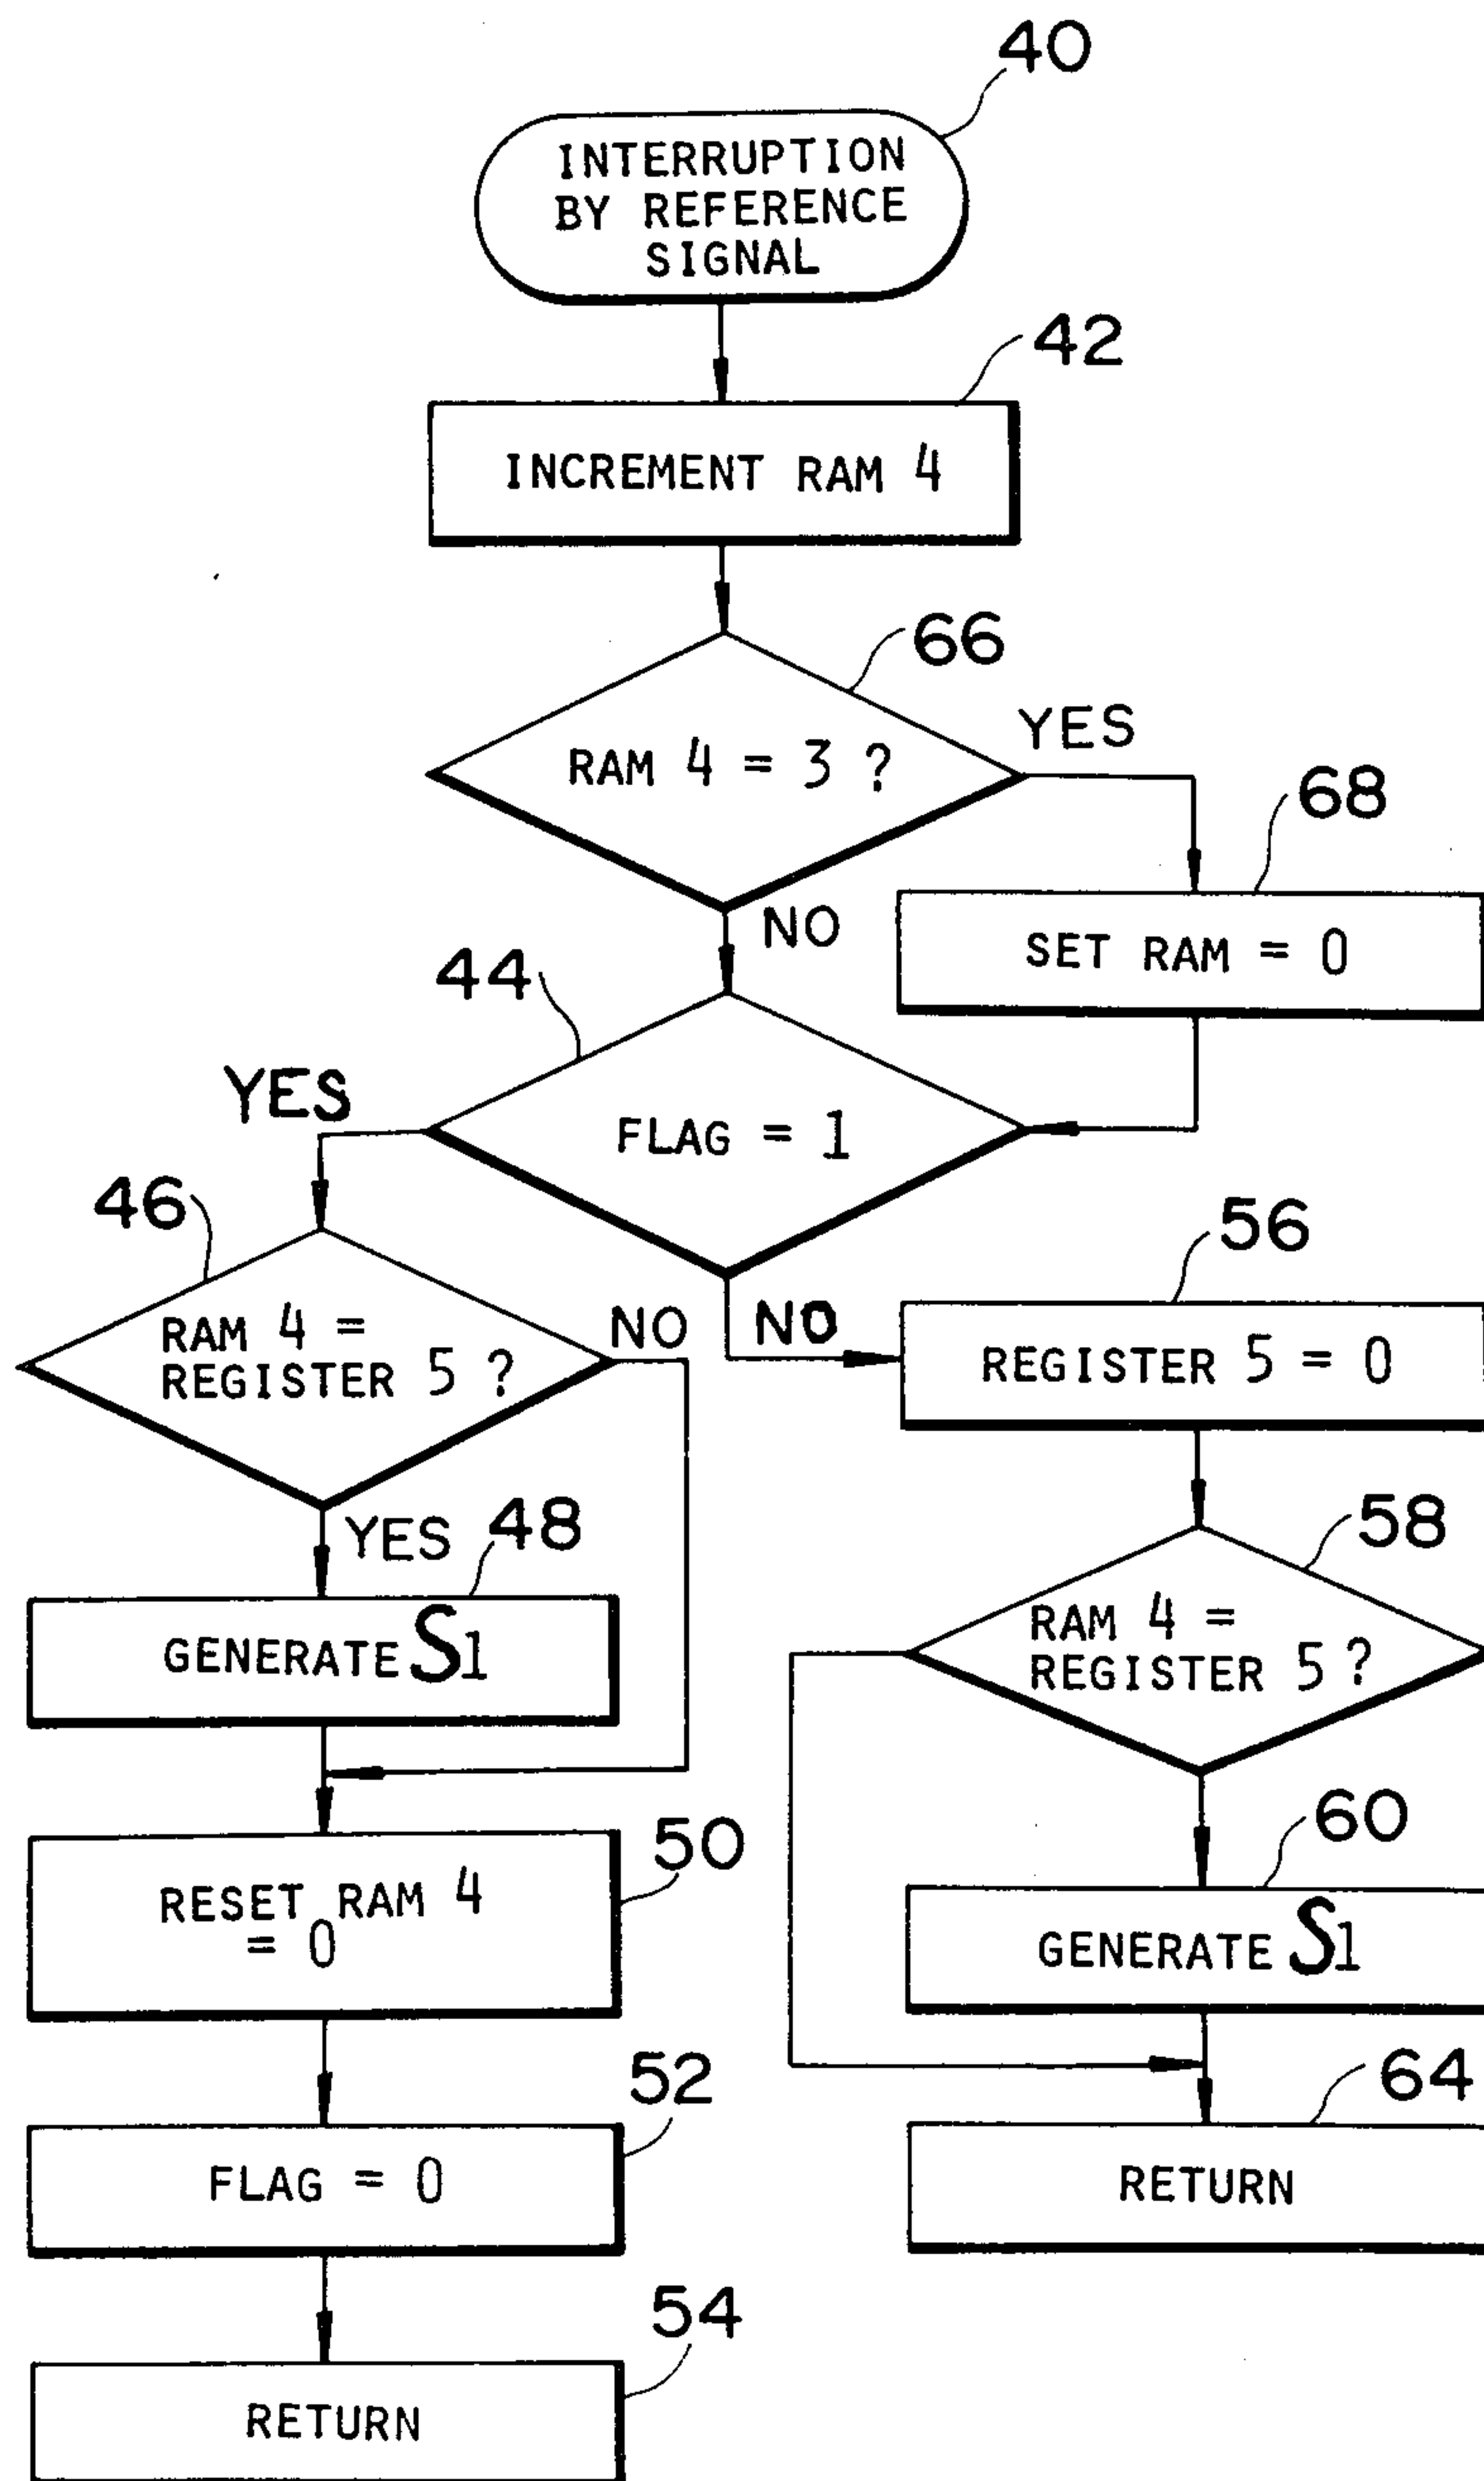 40
INTERRUPTION
BY REFERENCE
SIGNAL
42
INCREMENT RAM 4
66
RAM 4 = 3 ?
YES
68
NO
SET RAM = 0
44
YES
FLAG = 1
46
56
RAM 4 =
REGISTER 5 ?
NO
NO
REGISTER 5 = 0
YES
48
58
GENERATE S1
RAM 4 =
REGISTER 5 ?
50
60
RESET RAM 4
= 0
GENERATE S1
52
64
FLAG = 0
RETURN
54
RETURN